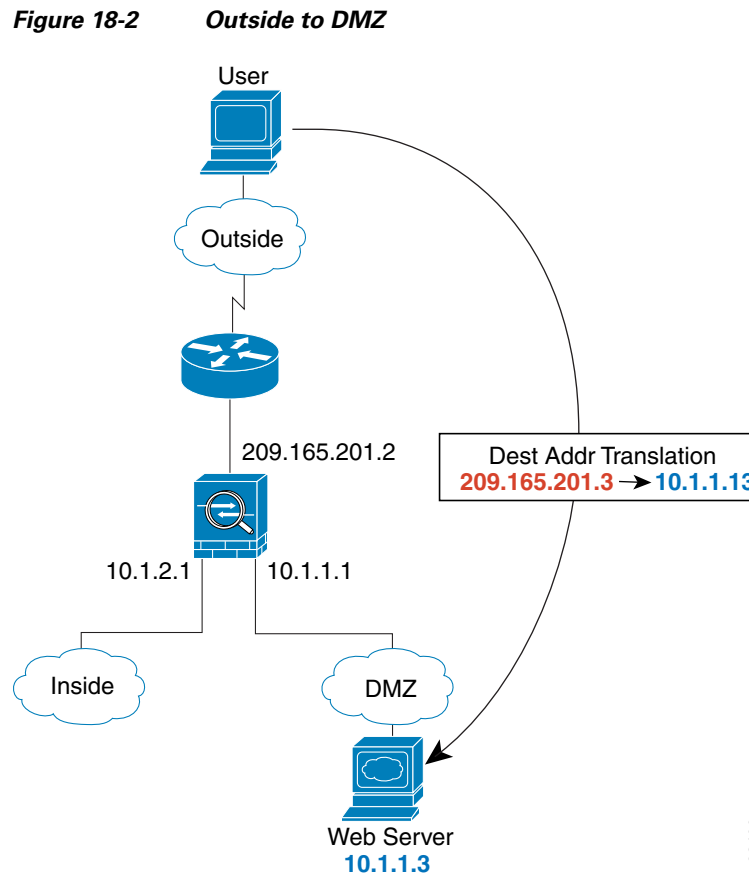 Figure 18-2 Outside to DMZ
User
Outside
209.165.201.2
Dest Addr Translation
209.165.201.3 10.1.1.13
10.1.2.1 10.1.1.1
Inside
DMZ
Web Server
10.1.1.3